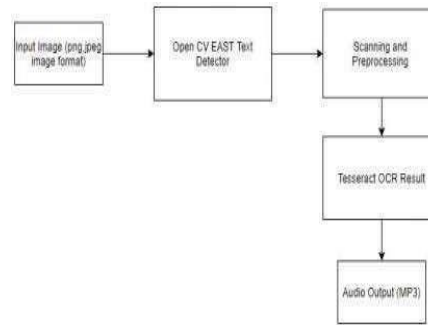 Input Image (png,jpeg
image format)
Open CV EAST Text
Detector
Scanning and
Preprocessing
Tesseract OCR Result
Audio Output (MP3)